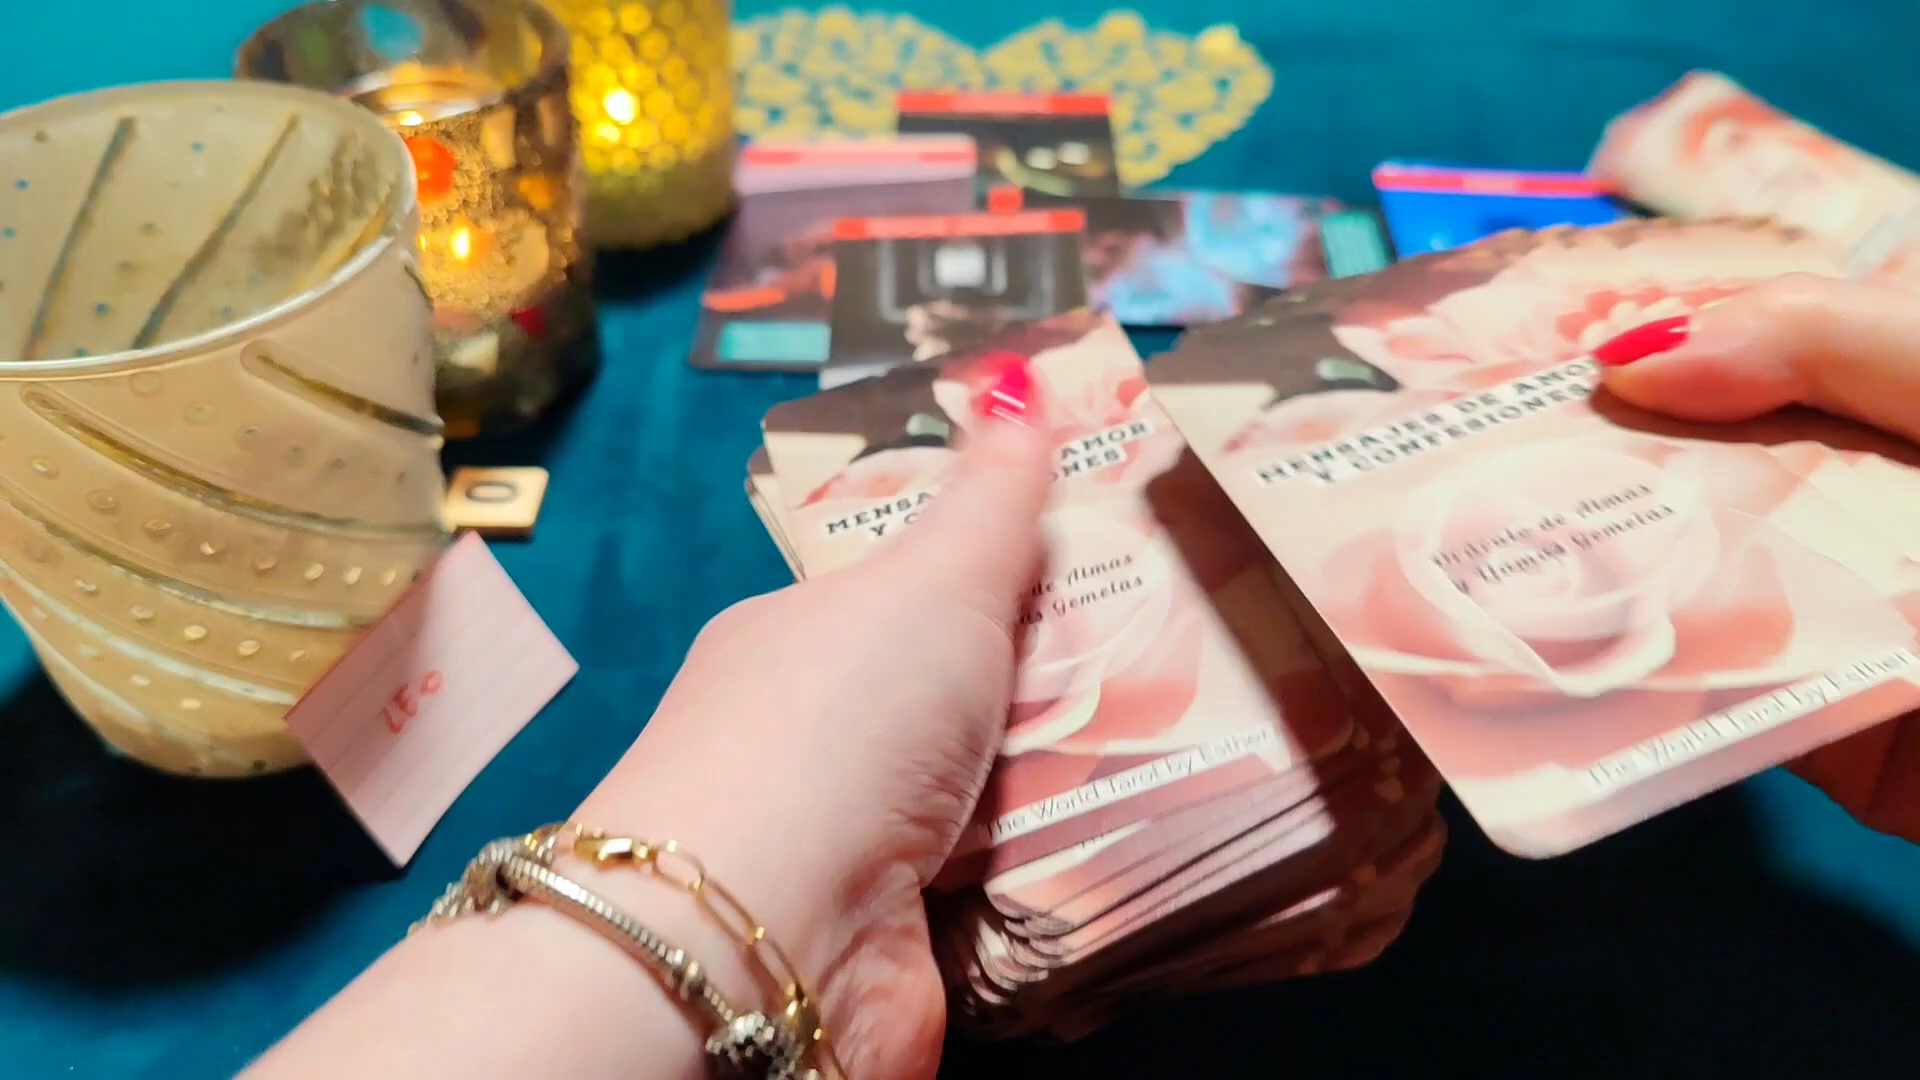 O
LEO
MENSA AMOR
Y C ONES
de Almas
as Gemelas
The World Tarot by Esther
MENSAJES DE AMOR
Y CONFESIONES
Oráculo de Almas
y Llamas Gemelas
The World Tarot by Esther